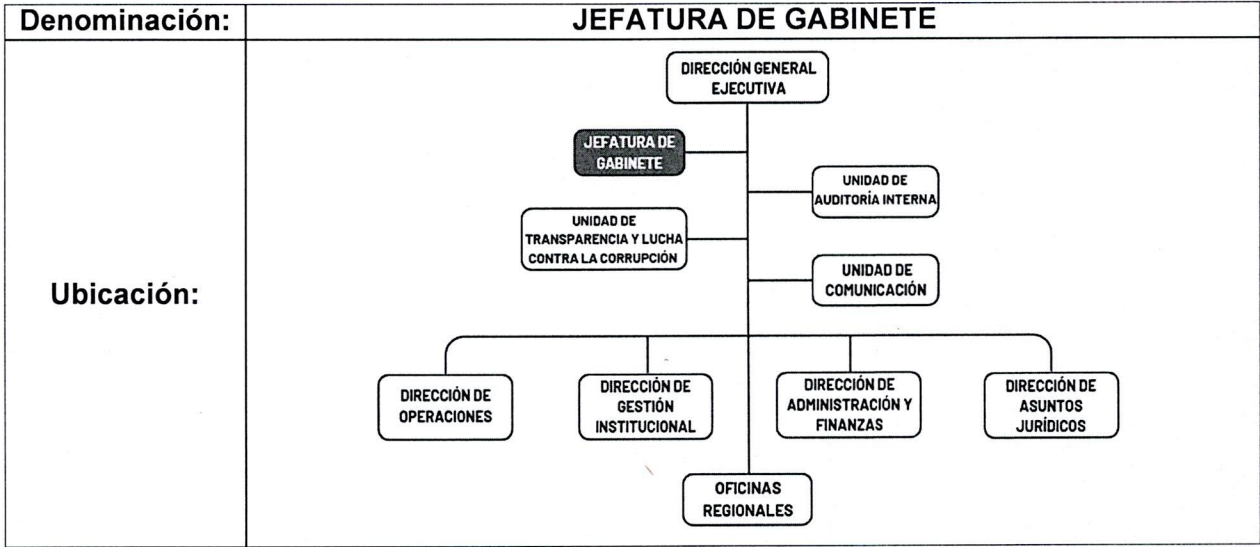 Denominación: JEFATURA DE GABINETE
Ubicación:
DIRECCIÓN GENERAL
EJECUTIVA
JEFATURA DE
GABINETE
UNIDAD DE
AUDITORÍA INTERNA
UNIDAD DE
TRANSPARENCIA Y LUCHA
CONTRA LA CORRUPCIÓN
UNIDAD DE
COMUNICACIÓN
DIRECCIÓN DE
OPERACIONES
DIRECCIÓN DE
GESTIÓN
INSTITUCIONAL
DIRECCIÓN DE
ADMINISTRACIÓN Y
FINANZAS
DIRECCIÓN DE
ASUNTOS
JURÍDICOS
OFICINAS
REGIONALES